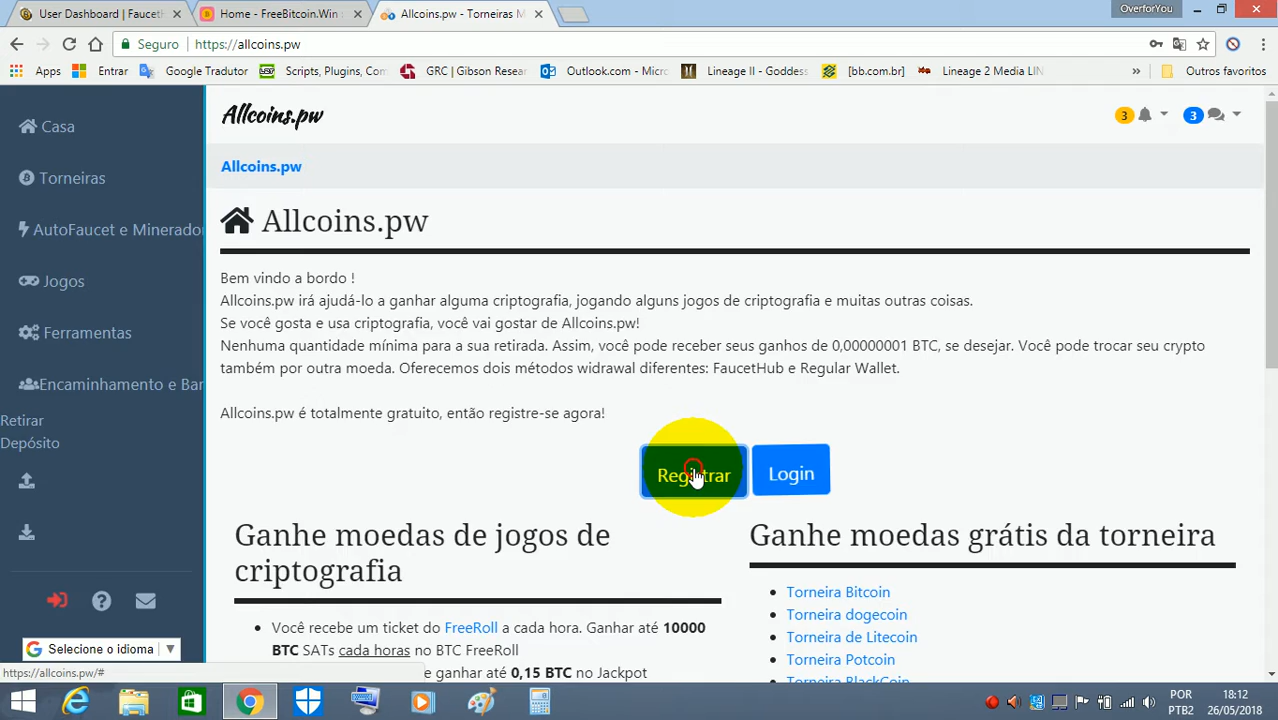 User Dashboard | FaucetH
Home - FreeBitcoin.Win
Allcoins.pw - Torneiras M
OverforYou
Seguro
https://allcoins.pw
Apps
Entrar
Google Tradutor
Scripts, Plugins, Con
GRC | Gibson Resear
Outlook.com - Micro
Lineage II - Goddess
[bb.com.br]
Lineage 2 Media LIN
»
Outros favoritos
Casa
Torneiras
AutoFaucet e Minerador
Jogos
Ferramentas
Encaminhamento e Ban
Retirar
Depósito
Selecione o idioma
https://allcoins.pw/#
Allcoins.pw
3
3
Allcoins.pw
Allcoins.pw
Bem vindo a bordo !
Allcoins.pw irá ajudá-lo a ganhar alguma criptografia, jogando alguns jogos de criptografia e muitas outras coisas.
Se você gosta e usa criptografia, você vai gostar de Allcoins.pw!
Nenhuma quantidade mínima para a sua retirada. Assim, você pode receber seus ganhos de 0,00000001 BTC, se desejar. Você pode trocar seu crypto
também por outra moeda. Oferecemos dois métodos widrawal diferentes: FaucetHub e Regular Wallet.
Allcoins.pw é totalmente gratuito, então registre-se agora!
Registrar
Login
Ganhe moedas de jogos de
criptografia
Você recebe um ticket do FreeRoll a cada hora. Ganhar até 10000
BTC SATs cada horas no BTC FreeRoll
e ganhar até 0,15 BTC no Jackpot
Ganhe moedas grátis da torneira
Torneira Bitcoin
Torneira dogecoin
Torneira de Litecoin
Torneira Potcoin
Torneira BlackCoin
POR
PTB2
18:12
26/05/2018